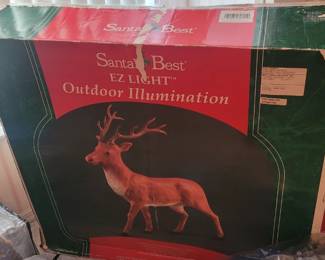 Santa's Best
Santa's Best
EZ LIGHT™
Outdoor Illumination